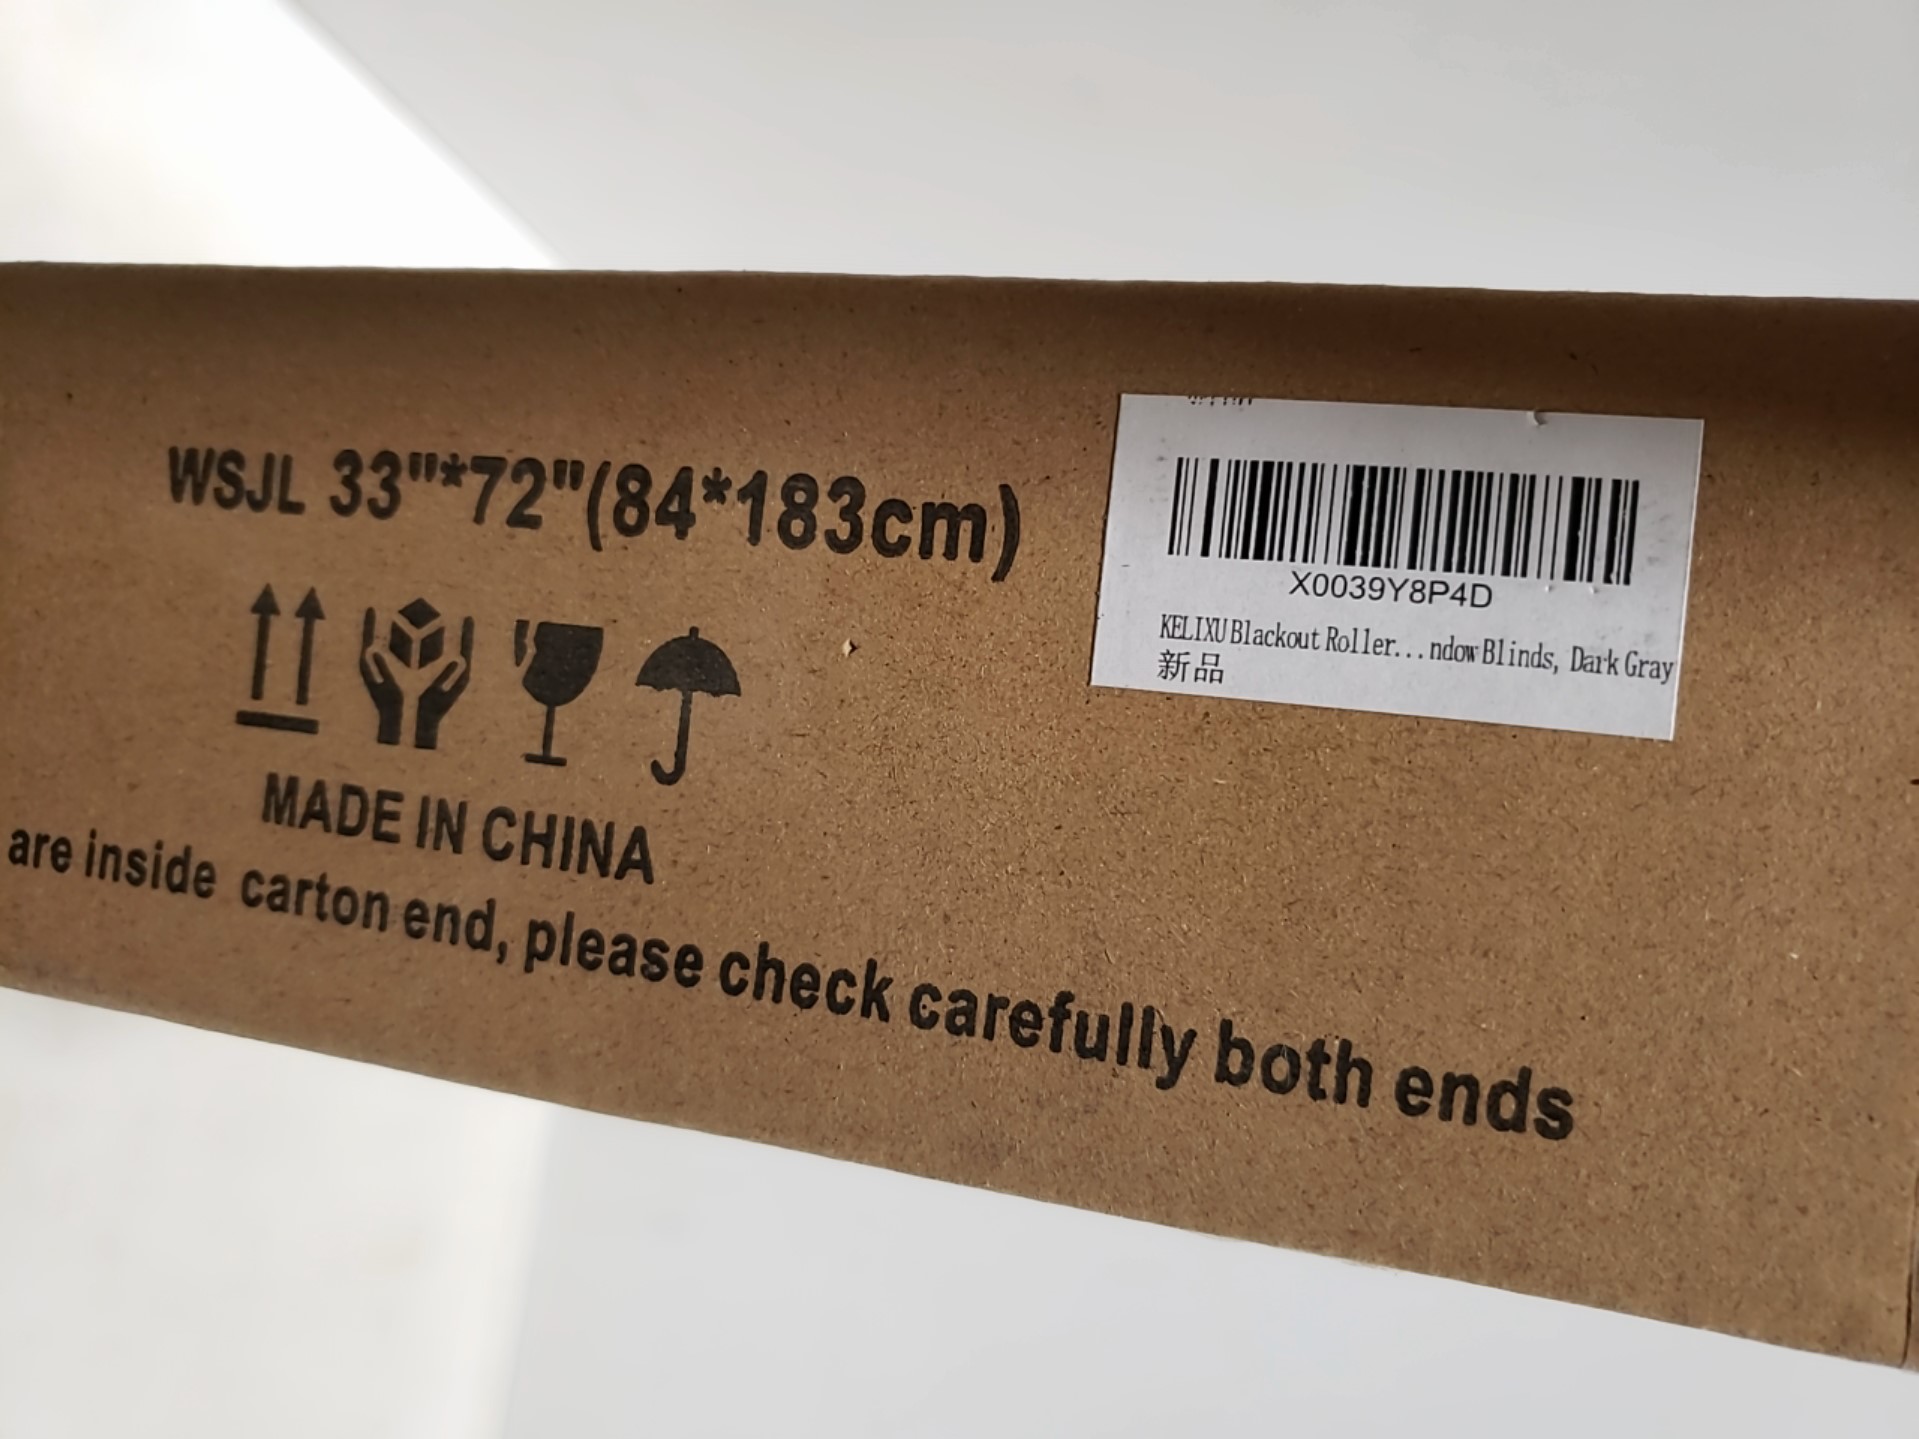 WSJL 33"*72"(84*183cm)
MADE IN CHINA
are inside carton end, please check carefully both ends
X0039Y8P4D
KELIXU Blackout Roller...ndow Blinds, Dark Gray
新品